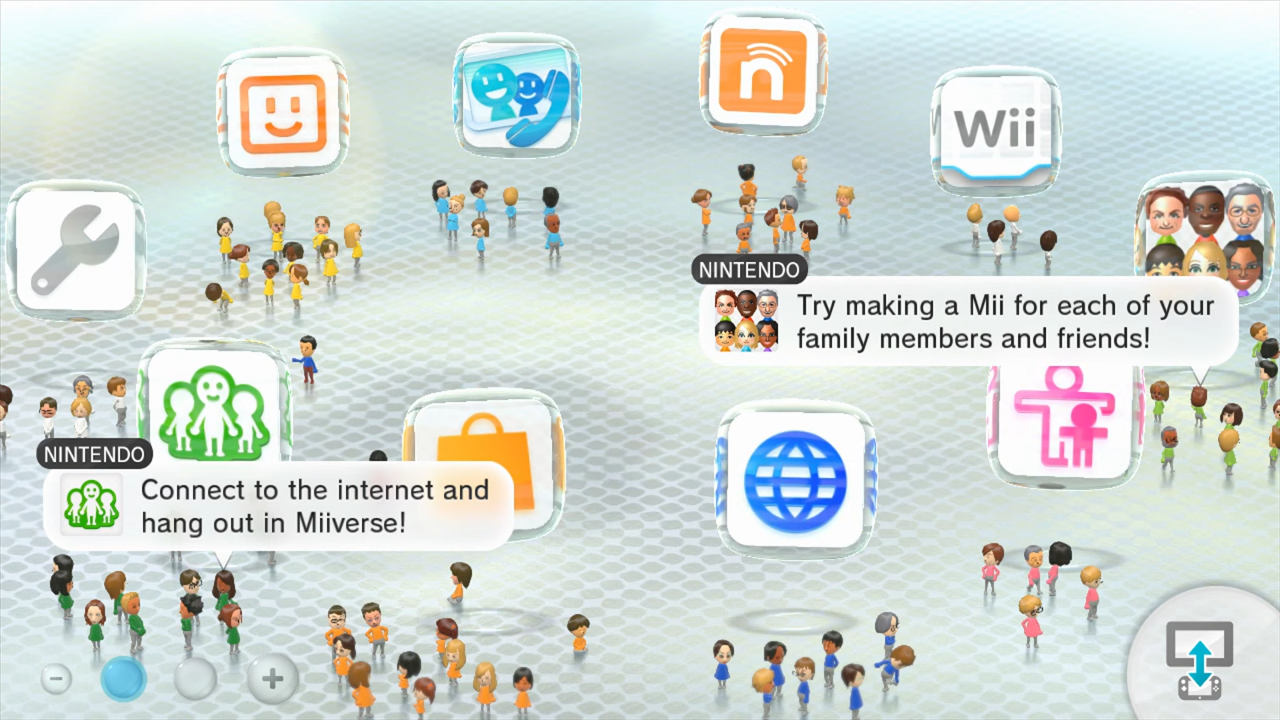 n
Wii
NINTENDO
Try making a Mii for each of your
family members and friends!
NINTENDO
Connect to the internet and
hang out in Miiverse!